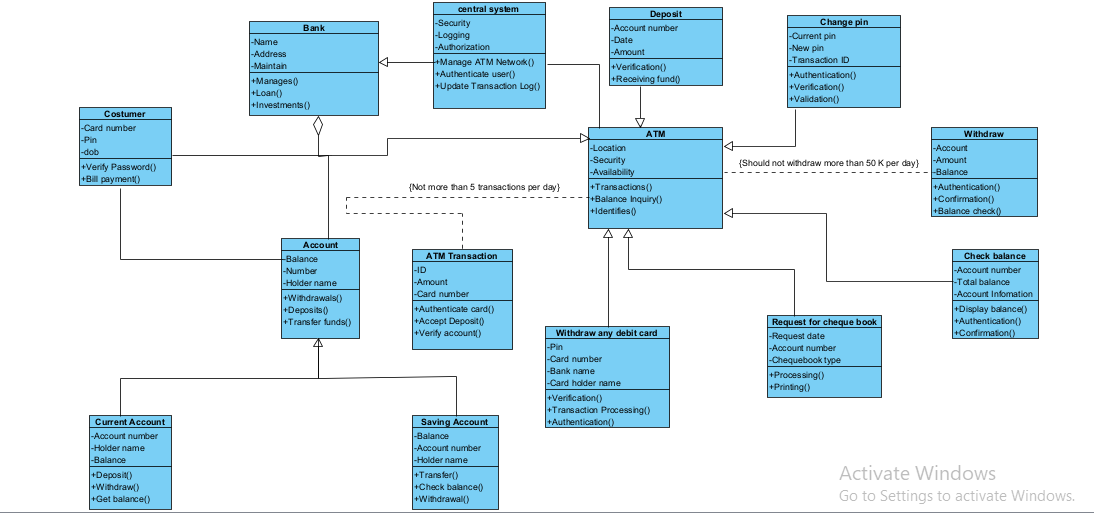 Bank
-Name
-Address
-Maintain
+Manages()
+Loan()
+Investments()
central system
-Security
-Logging
-Authorization
+Manage ATM Network()
+Authenticate user()
+Update Transaction Log()
Deposit
-Account number
-Date
-Amount
+Verification()
+Receiving fund()
Change pin
-Current pin
-New pin
-Transaction ID
+Authentication()
+Verification()
+Validation()
Costumer
-Card number
-Pin
-dob
+Verify Password()
+Bill payment()
ATM
-Location
-Security
-Availability
+Transactions()
+Balance Inquiry()
+Identifies()
{Should not withdraw more than 50 K per day}
Withdraw
-Account
-Amount
-Balance
+Authentication()
+Confirmation()
+Balance check()
{Not more than 5 transactions per day}
Account
-Balance
-Number
-Holder name
+Withdrawals()
+Deposits()
+Transfer funds()
ATM Transaction
-ID
-Amount
-Card number
+Authenticate card()
+Accept Deposit()
+Verify account()
Check balance
-Account number
-Total balance
-Account Infomation
+Display balance()
+Authentication()
+Confirmation()
Withdraw any debit card
-Pin
-Card number
-Bank name
-Card holder name
+Verification()
+Transaction Processing()
+Authentication()
Request for cheque book
-Request date
-Account number
-Chequebook type
+Processing()
+Printing()
Current Account
-Account number
-Holder name
-Balance
+Deposit()
+Withdraw()
+Get balance()
Saving Account
-Balance
-Account number
-Holder name
+Transfer()
+Check balance()
+Withdrawal()
Activate Windows
Go to Settings to activate Windows.